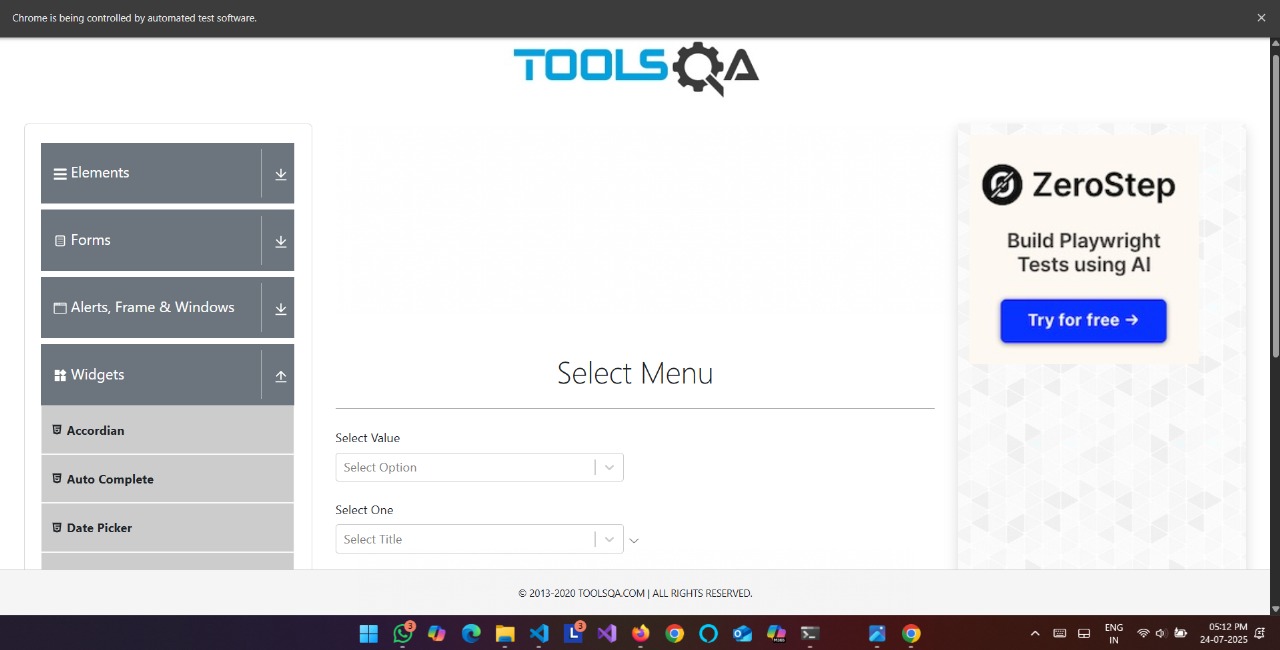 Chrome is being controlled by automated test software.
TOOLSQA
Elements
Forms
Alerts, Frame & Windows
Widgets
Accordian
Auto Complete
Date Picker
Select Menu
Select Value
Select Option
Select One
Select Title
ZeroStep
Build Playwright
Tests using AI
Try for free →
© 2013-2020 TOOLSQA.COM | ALL RIGHTS RESERVED.
3
3
ENG
IN
05:12 PM
24-07-2025